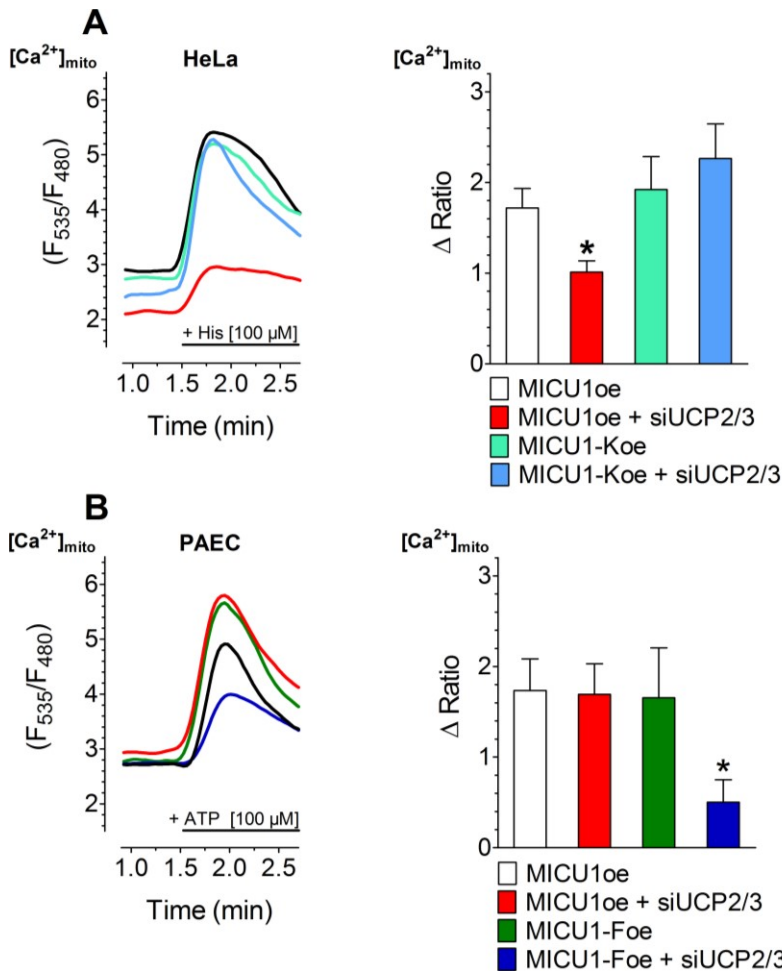 A
[Ca2+]mito
HeLa
(F535/F480)
6
5
4
3
2
+ His [100 µM]
1.0 1.5 2.0 2.5
Time (min)
[Ca2+]mito
Δ Ratio
3
2
1
0
*
MICU1oe
MICU1oe + siUCP2/3
MICU1-Koe
MICU1-Koe + siUCP2/3
B
[Ca2+]mito
PAEC
(F535/F480)
6
5
4
3
2
+ ATP [100 µM]
1.0 1.5 2.0 2.5
Time (min)
[Ca2+]mito
Δ Ratio
3
2
1
0
*
MICU1oe
MICU1oe + siUCP2/3
MICU1-Foe
MICU1-Foe + siUCP2/3